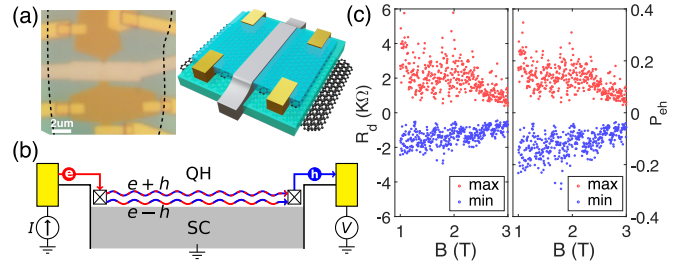 (a)
2um
(b)
e
e+h
QH
h
e−h
I
SC
V
(c)
6
4
2
0
-2
-4
-6
R_d (KΩ)
max
min
1
2
3
B (T)
max
min
1
2
3
B (T)
0.4
0.2
0
-0.2
-0.4
P_eh